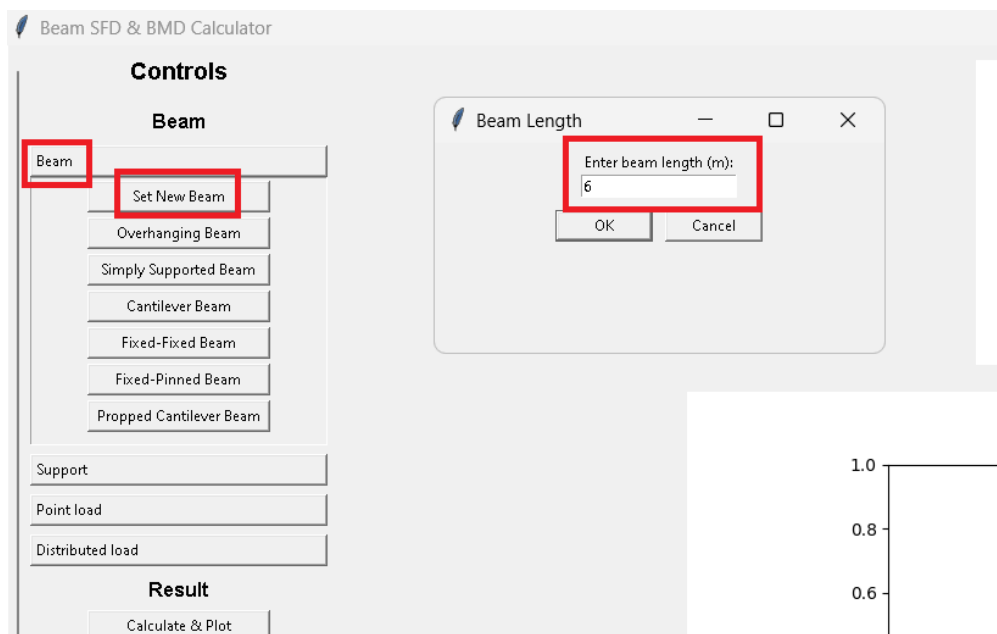 Beam SFD & BMD Calculator
Controls
Beam
Beam
Set New Beam
Overhanging Beam
Simply Supported Beam
Cantilever Beam
Fixed-Fixed Beam
Fixed-Pinned Beam
Propped Cantilever Beam
Support
Point load
Distributed load
Result
Calculate & Plot
Beam Length
Enter beam length (m):
6
OK Cancel
1.0
0.8
0.6